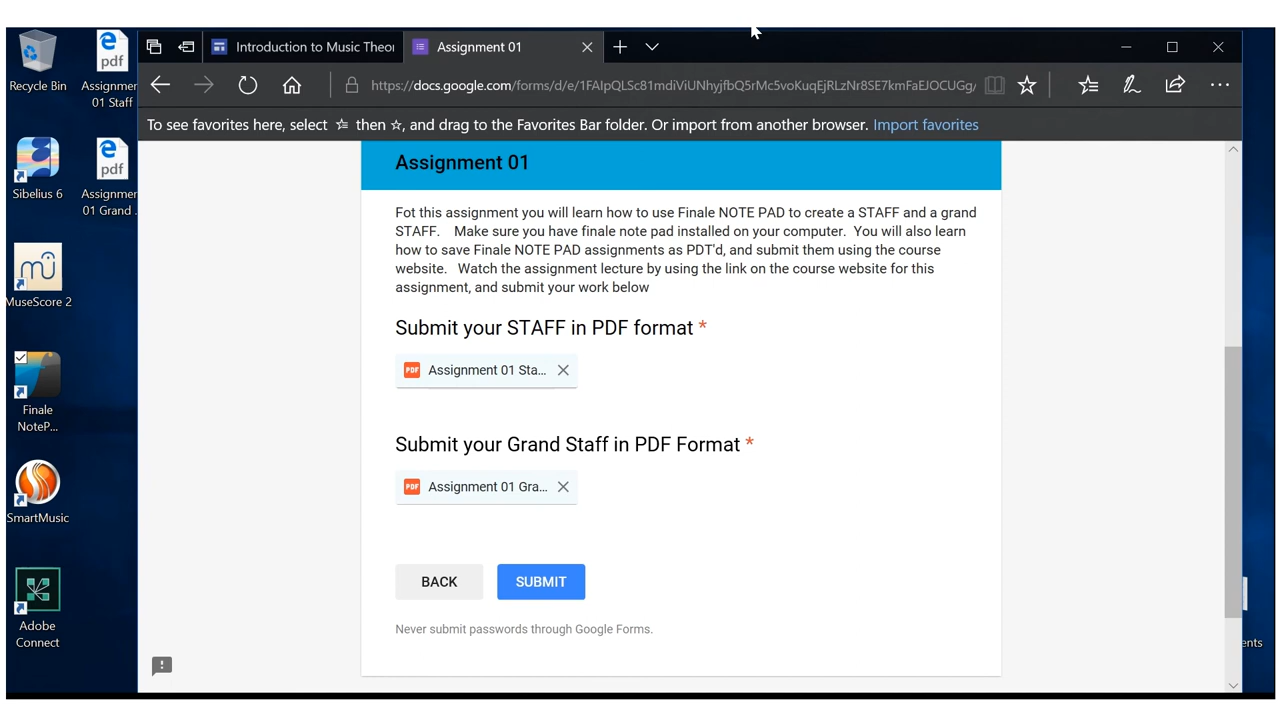 Recycle Bin
pdf
Assignmer
01 Staff
Sibelius 6
pdf
Assignmer
01 Grand .
MuseScore 2
Finale
NoteP...
SmartMusic
Adobe
Connect
Introduction to Music Theor
Assignment 01
https://docs.google.com/forms/d/e/1FAIpQLSc81mdiViUNhyjfbQ5rMc5voKuqEjRLzNr8SE7kmFaEJOCUGg/
To see favorites here, select then , and drag to the Favorites Bar folder. Or import from another browser. Import favorites
Assignment 01
Fot this assignment you will learn how to use Finale NOTE PAD to create a STAFF and a grand
STAFF. Make sure you have finale note pad installed on your computer. You will also learn
how to save Finale NOTE PAD assignments as PDT'd, and submit them using the course
website. Watch the assignment lecture by using the link on the course website for this
assignment, and submit your work below
Submit your STAFF in PDF format *
PDF Assignment 01 Sta...
Submit your Grand Staff in PDF Format *
PDF Assignment 01 Gra...
BACK SUBMIT
Never submit passwords through Google Forms.
ents